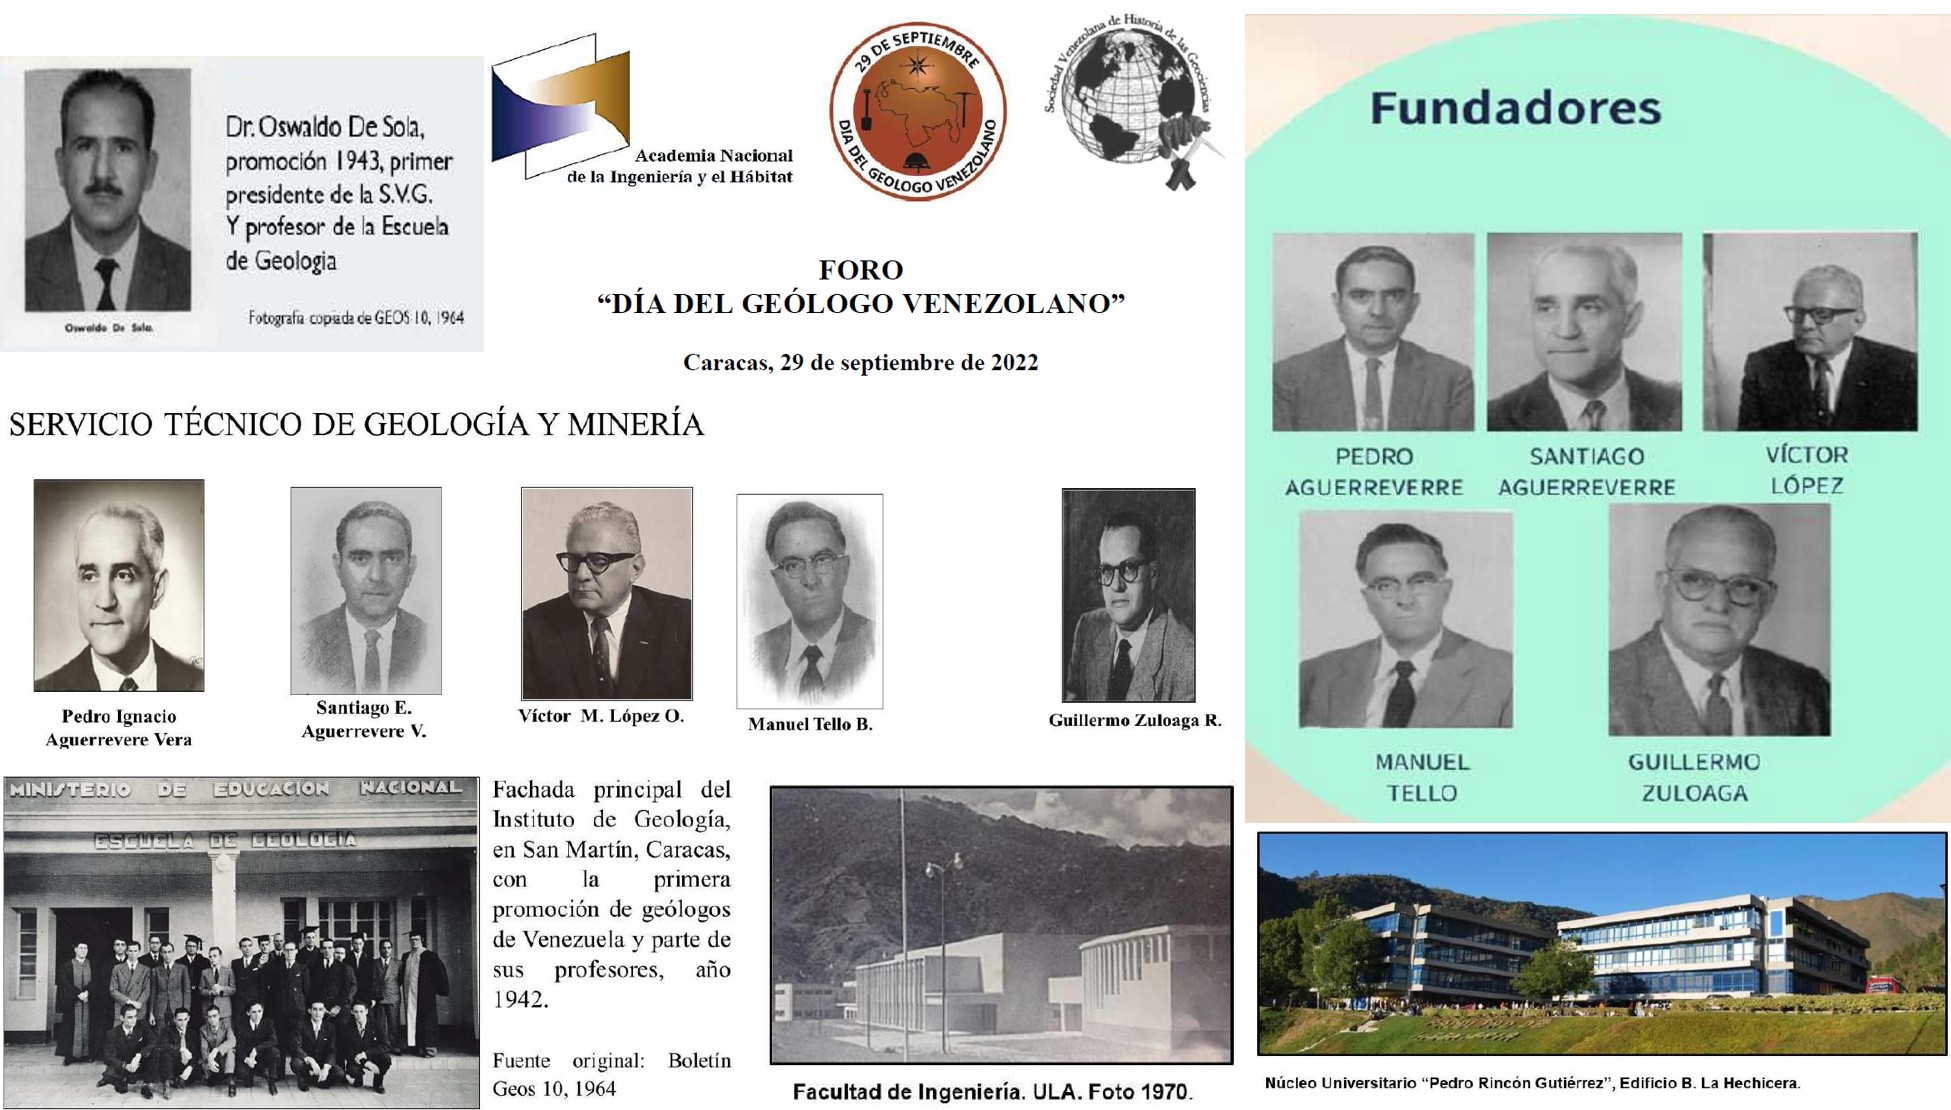 Dr. Oswaldo De Sola,
promoción 1943, primer
presidente de la S.V.G.
Y profesor de la Escuela
de Geologia
Fotografía copiada de GEOS 10, 1964
Oswaldo De Sola.
Academia Nacional
de la Ingeniería y el Hábitat
29 DE SEPTIEMBRE
DIA DEL GEOLOGO VENEZOLANO
Sociedad Venezolana de Historia de las Geociencias
FORO
“DÍA DEL GEÓLOGO VENEZOLANO”
Caracas, 29 de septiembre de 2022
SERVICIO TÉCNICO DE GEOLOGÍA Y MINERÍA
Pedro Ignacio
Aguerrevere Vera
Santiago E.
Aguerrevere V.
Víctor M. López O.
Manuel Tello B.
Guillermo Zuloaga R.
MINISTERIO DE EDUCACION NACIONAL
ESCUELA DE GEOLOGIA
Fachada principal del
Instituto de Geología,
en San Martín, Caracas,
con la primera
promoción de geólogos
de Venezuela y parte de
sus profesores, año
1942.
Fuente original: Boletín
Geos 10, 1964
Facultad de Ingeniería. ULA. Foto 1970.
Fundadores
PEDRO
AGUERREVERRE
SANTIAGO
AGUERREVERRE
VÍCTOR
LÓPEZ
MANUEL
TELLO
GUILLERMO
ZULOAGA
Núcleo Universitario “Pedro Rincón Gutiérrez”, Edificio B. La Hechicera.